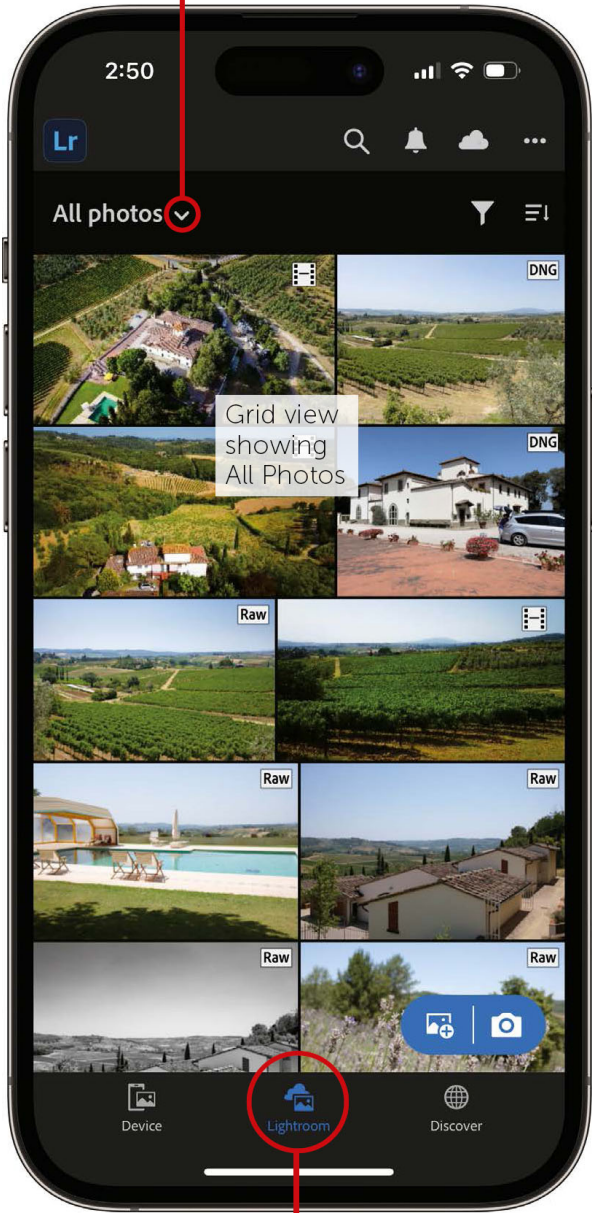 2:50
Lr
All photos
DNG
Grid view
showing
All Photos
DNG
Raw
Raw
Raw
Raw
Raw
Device
Lightroom
Discover